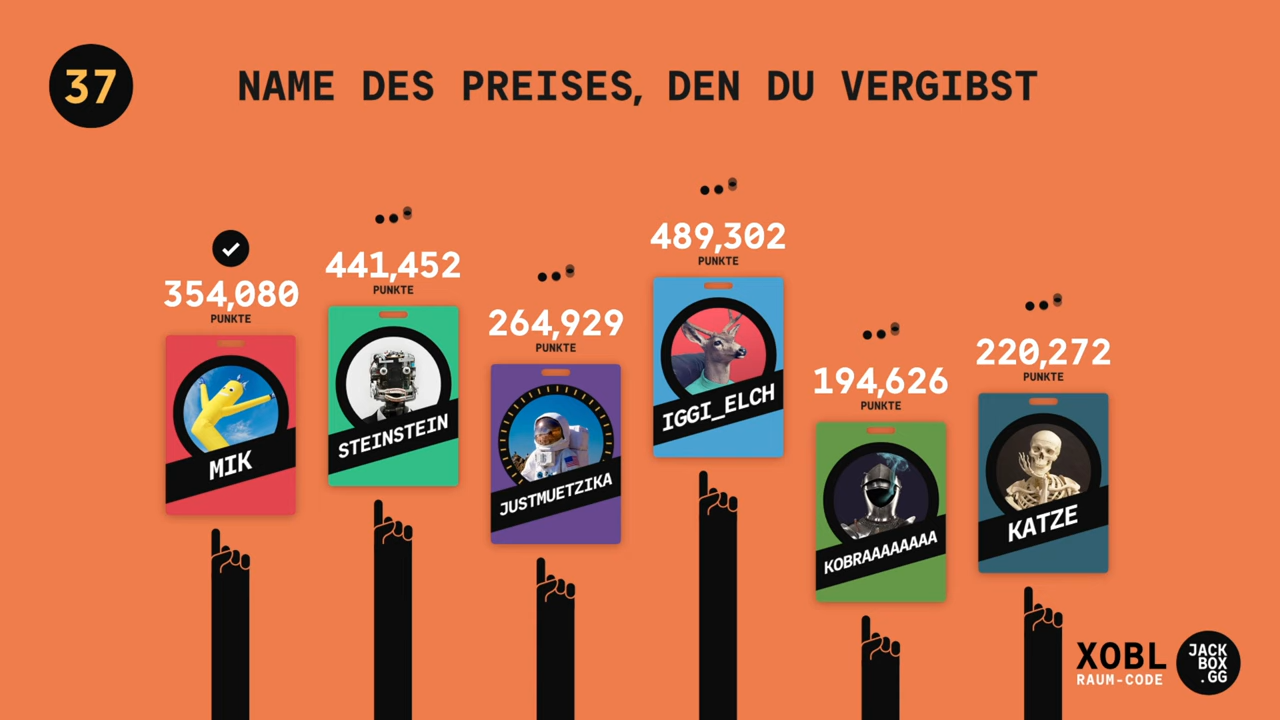 37
NAME DES PREISES, DEN DU VERGIBST
354,080
PUNKTE
MIK
441,452
PUNKTE
STEINSTEIN
264,929
PUNKTE
JUSTMUETZIKA
489,302
PUNKTE
IGGI_ELCH
194,626
PUNKTE
KOBRAAAAAAAA
220,272
PUNKTE
KATZE
XOBL
RAUM-CODE
JACK
BOX
.GG